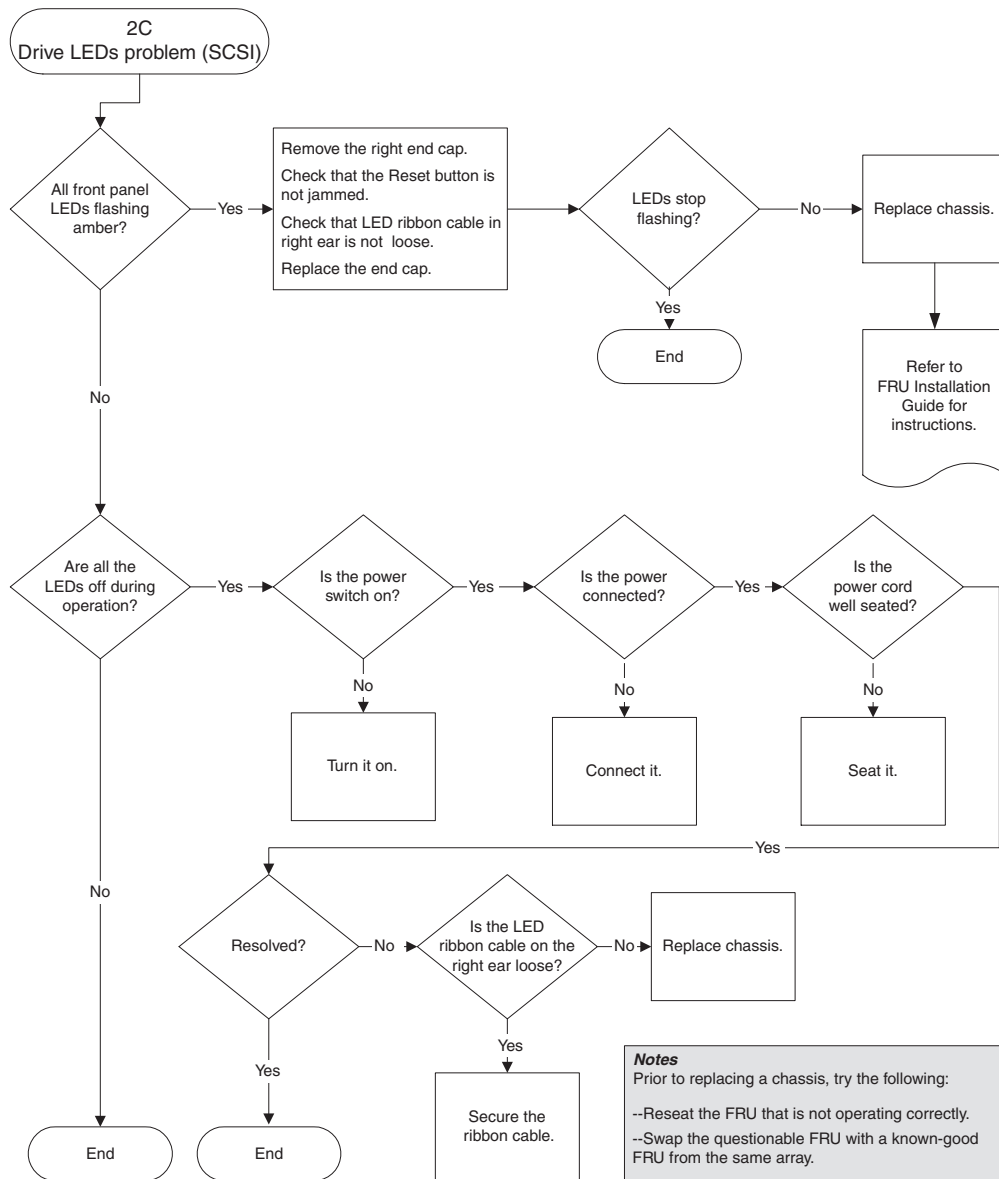 2C
Drive LEDs problem (SCSI)
All front panel
LEDs flashing
amber?
Yes
Remove the right end cap.
Check that the Reset button is
not jammed.
Check that LED ribbon cable in
right ear is not loose.
Replace the end cap.
LEDs stop
flashing?
No
Replace chassis.
Yes
End
Refer to
FRU Installation
Guide for
instructions.
No
Are all the
LEDs off during
operation?
Yes
Is the power
switch on?
Yes
Is the power
connected?
Yes
Is the
power cord
well seated?
No
No
No
Turn it on.
Connect it.
Seat it.
Yes
No
Resolved?
No
Is the LED
ribbon cable on the
right ear loose?
No
Replace chassis.
Yes
Yes
End
End
Secure the
ribbon cable.
Notes
Prior to replacing a chassis, try the following:
--Reseat the FRU that is not operating correctly.
--Swap the questionable FRU with a known-good
FRU from the same array.